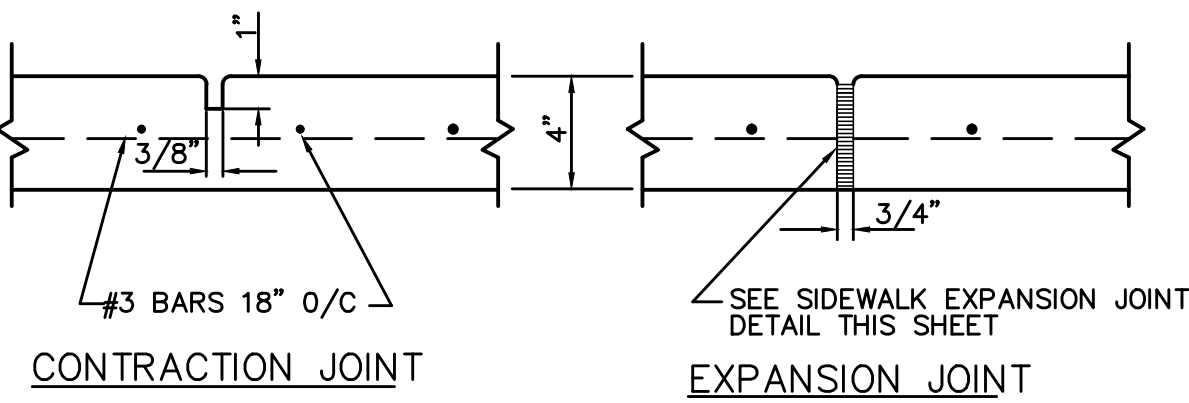 1"
4"
3/8"
3/4"
#3 BARS 18" O/C
SEE SIDEWALK EXPANSION JOINT
DETAIL THIS SHEET
CONTRACTION JOINT
EXPANSION JOINT